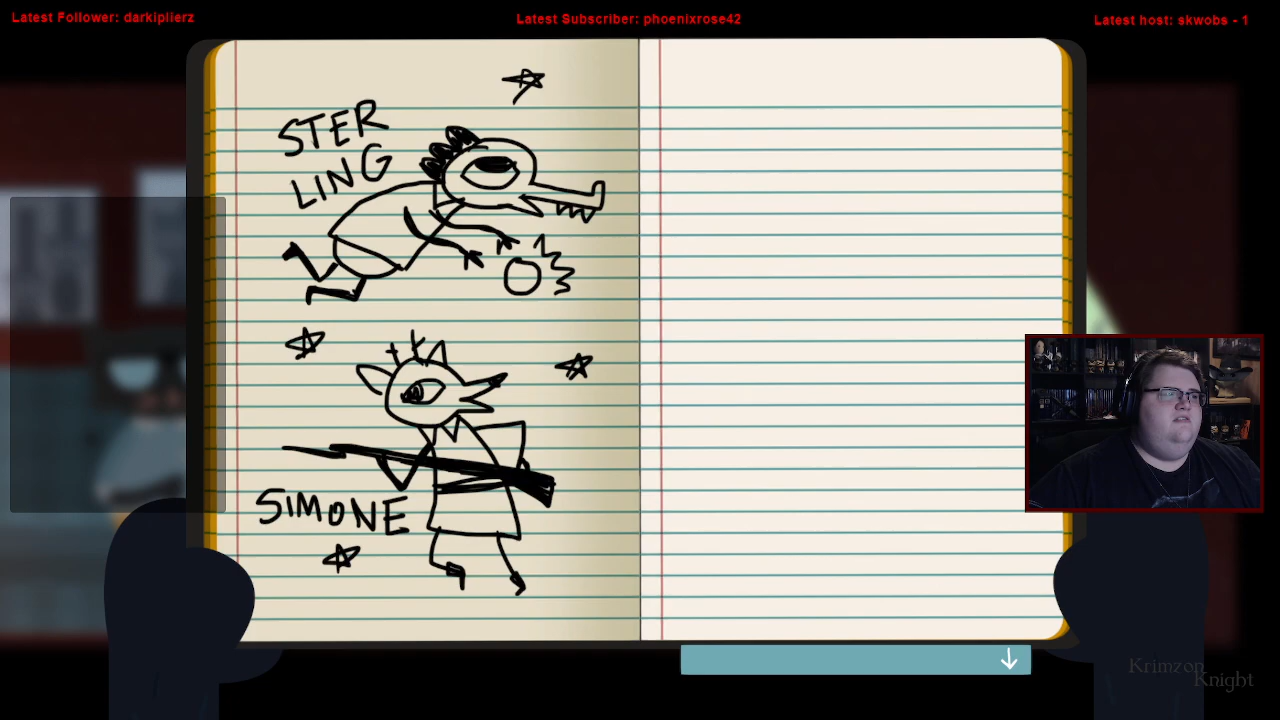 Latest Follower: darkiplierz
Latest Subscriber: phoenixrose42
Latest host: skwobs - 1
STER
LING
SIMONE
Krimzon
Knight